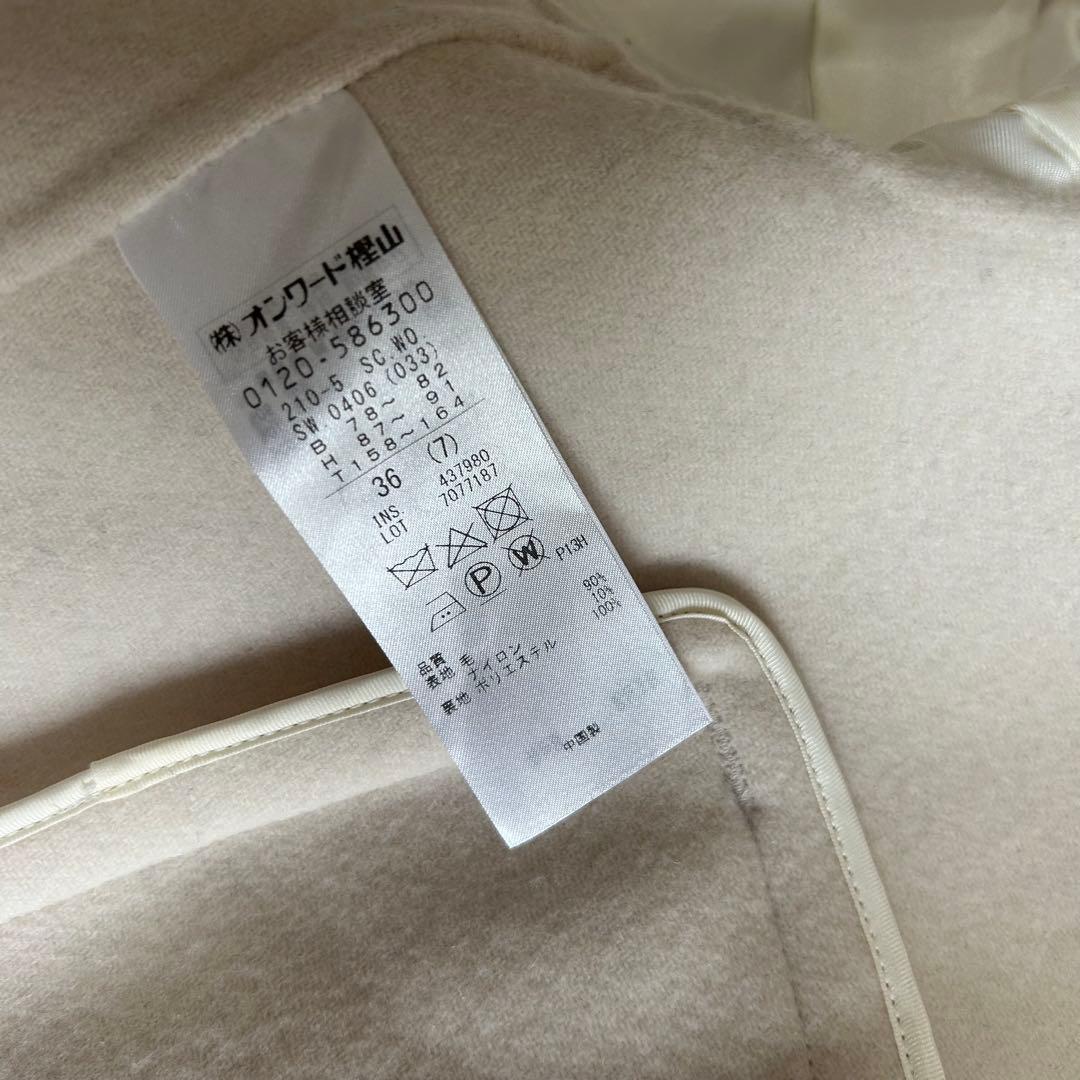 ㈱オンワード樫山
お客様相談室
0120-586300
210-5 SC.WO.
SW.0406 (033)
B 78～ 82
H 87～ 91
T 158～164
36 (7)
INS 437980
LOT 7077187
P W P13H
品質
表地 毛 90%
ナイロン 10%
裏地 ポリエステル 100%
中国製